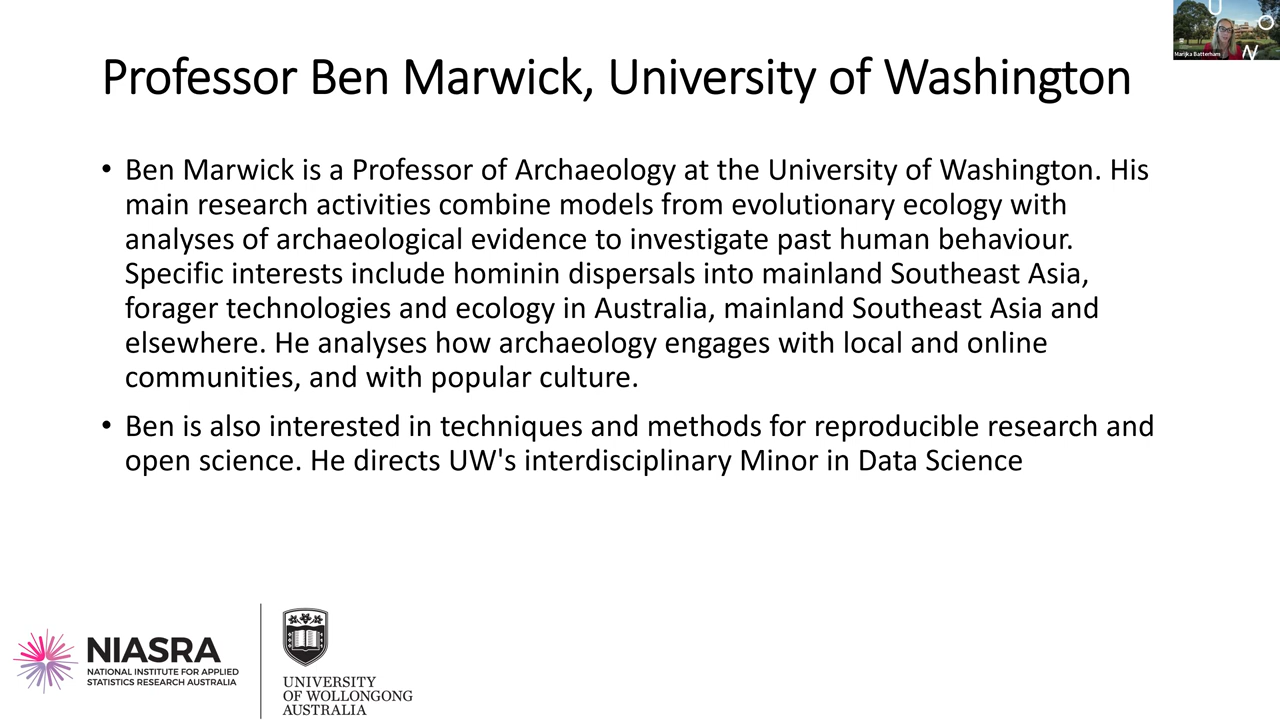 Professor Ben Marwick, University of Washington
• Ben Marwick is a Professor of Archaeology at the University of Washington. His
main research activities combine models from evolutionary ecology with
analyses of archaeological evidence to investigate past human behaviour.
Specific interests include hominin dispersals into mainland Southeast Asia,
forager technologies and ecology in Australia, mainland Southeast Asia and
elsewhere. He analyses how archaeology engages with local and online
communities, and with popular culture.
• Ben is also interested in techniques and methods for reproducible research and
open science. He directs UW's interdisciplinary Minor in Data Science
U
O
W
Marijka Batterham
NIASRA
NATIONAL INSTITUTE FOR APPLIED
STATISTICS RESEARCH AUSTRALIA
UNIVERSITY
OF WOLLONGONG
AUSTRALIA